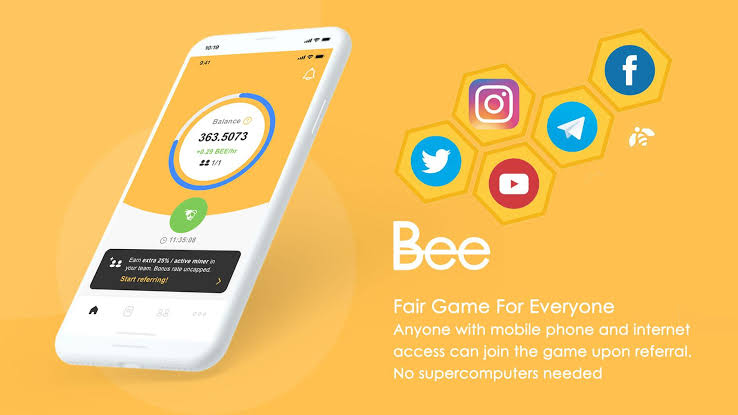 10:19
9:41
Balance
363.5073
+0.29 BEE/hr
1/1
11:35:08
Earn extra 25% / active miner in
your team. Bonus rate uncapped.
Start referring!
Bee
Fair Game For Everyone
Anyone with mobile phone and internet
access can join the game upon referral.
No supercomputers needed